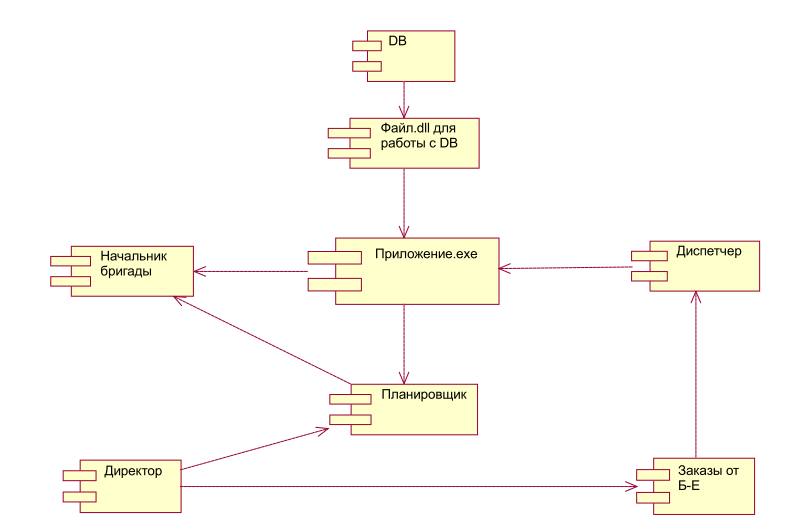 DB
Файл.dll для
работы с DB
Начальник
бригады
Приложение.exe
Диспетчер
Планировщик
Директор
Заказы от
Б-Е